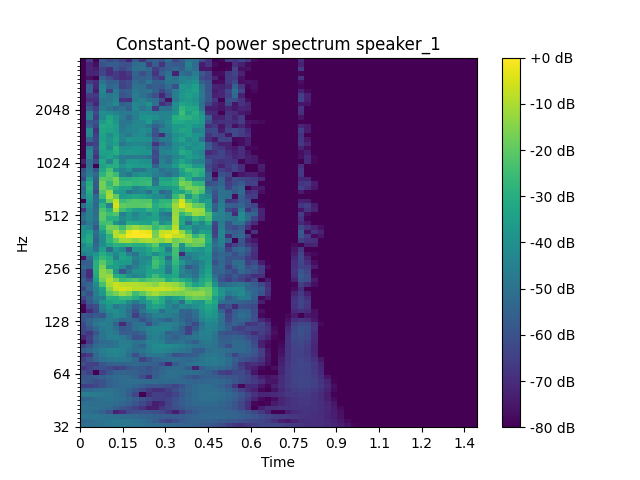 Constant-Q power spectrum speaker_1
+0 dB
2048
-10 dB
1024
-20 dB
512
-30 dB
Hz
-40 dB
256
-50 dB
128
-60 dB
64
-70 dB
32
-80 dB
0 0.15 0.3 0.45 0.6 0.75 0.9 1.1 1.2 1.4
Time